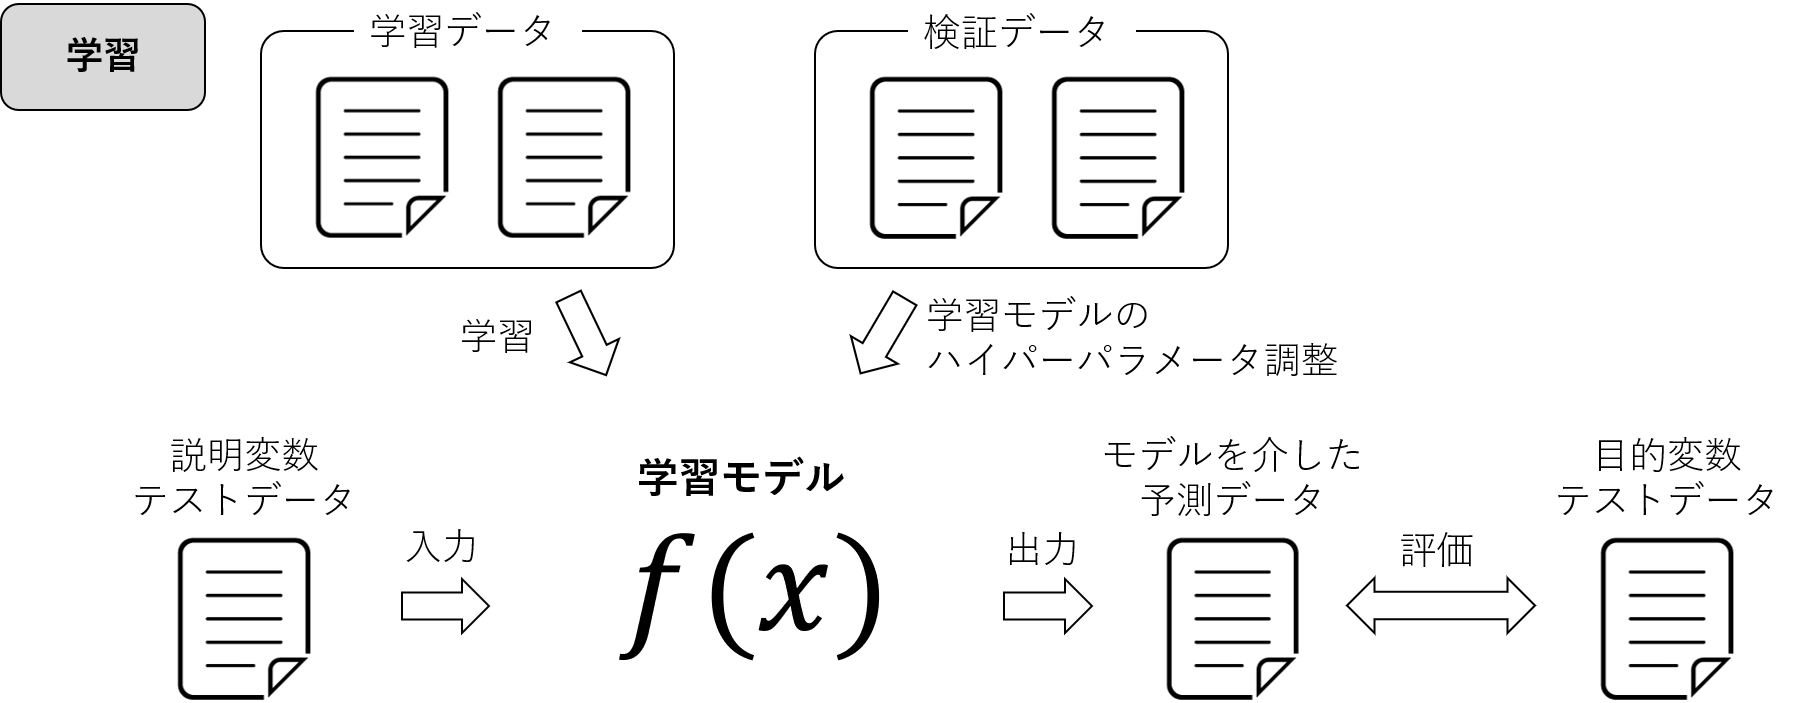 学習
学習データ
検証データ
学習
学習モデルの
ハイパーパラメータ調整
説明変数
テストデータ
入力
学習モデル
f(x)
出力
モデルを介した
予測データ
評価
目的変数
テストデータ